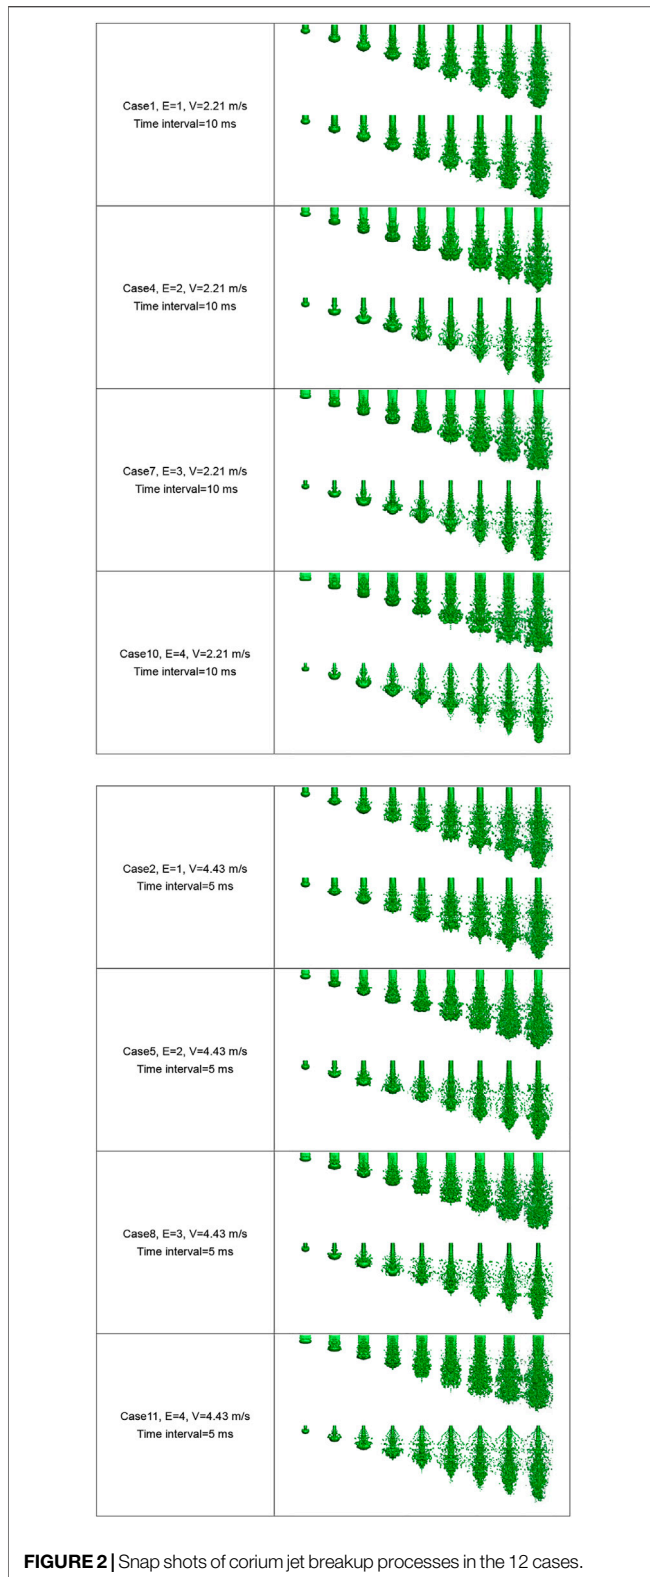 Case1, E=1, V=2.21 m/s
Time interval=10 ms
Case4, E=2, V=2.21 m/s
Time interval=10 ms
Case7, E=3, V=2.21 m/s
Time interval=10 ms
Case10, E=4, V=2.21 m/s
Time interval=10 ms
Case2, E=1, V=4.43 m/s
Time interval=5 ms
Case5, E=2, V=4.43 m/s
Time interval=5 ms
Case8, E=3, V=4.43 m/s
Time interval=5 ms
Case11, E=4, V=4.43 m/s
Time interval=5 ms
FIGURE 2 | Snap shots of corium jet breakup processes in the 12 cases.